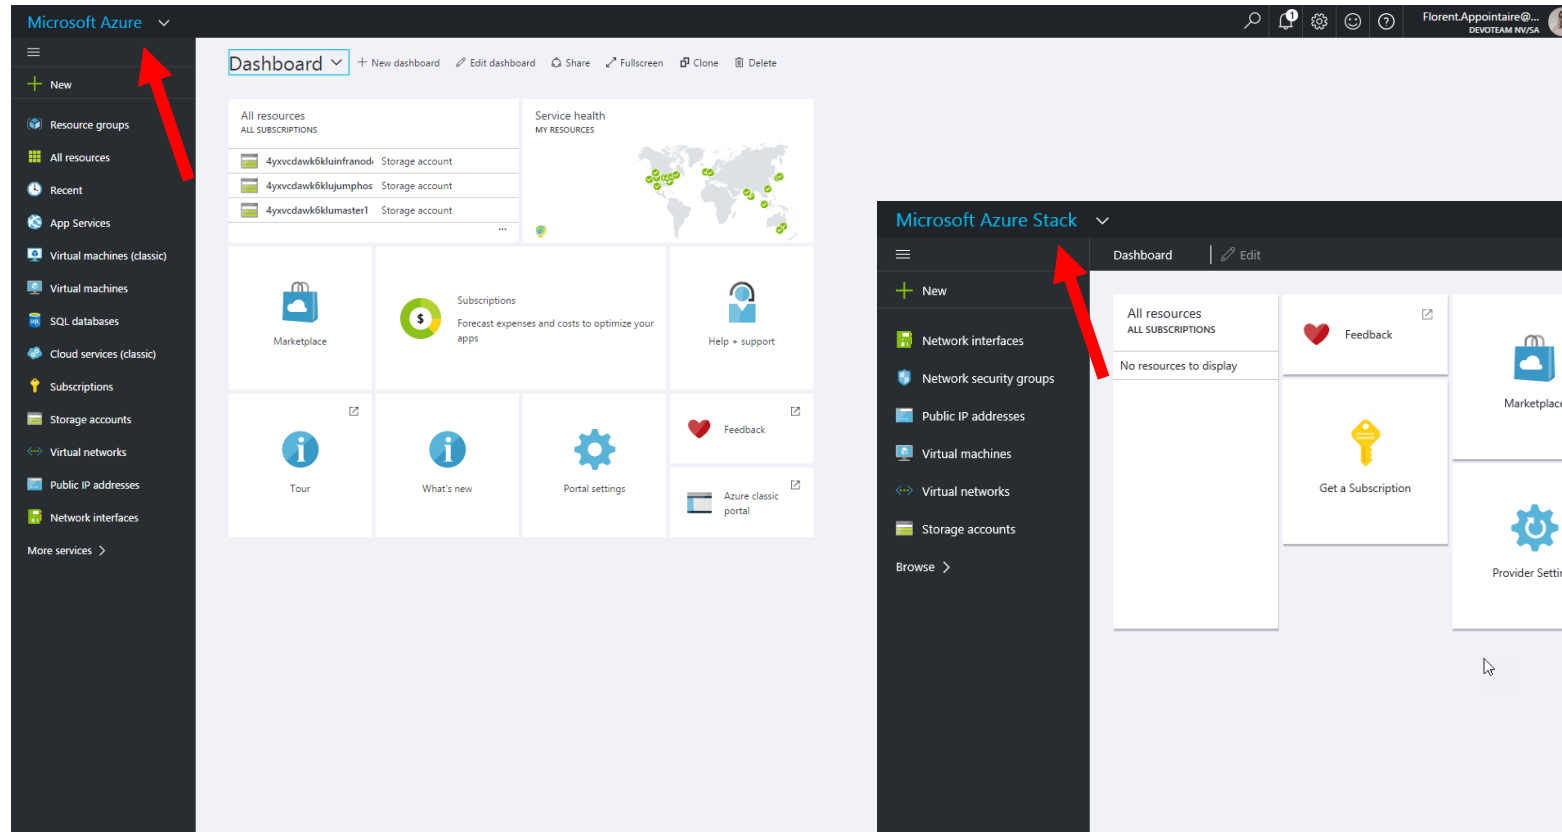 Microsoft Azure
1
Florent.Appointaire@...
DEVOTEAM NV/SA
New
Resource groups
All resources
Recent
App Services
Virtual machines (classic)
Virtual machines
SQL databases
Cloud services (classic)
Subscriptions
Storage accounts
Virtual networks
Public IP addresses
Network interfaces
More services >
Dashboard
+ New dashboard
Edit dashboard
Share
Fullscreen
Clone
Delete
All resources
ALL SUBSCRIPTIONS
4yxvcdawk6kluinfranod Storage account
4yxvcdawk6klujumphos Storage account
4yxvcdawk6klumaster1 Storage account
...
Service health
MY RESOURCES
Marketplace
$
Subscriptions
Forecast expenses and costs to optimize your
apps
Help + support
Tour
What's new
Portal settings
Feedback
Azure classic
portal
Microsoft Azure Stack
New
Network interfaces
Network security groups
Public IP addresses
Virtual machines
Virtual networks
Storage accounts
Browse >
Dashboard
Edit
All resources
ALL SUBSCRIPTIONS
No resources to display
Feedback
Get a Subscription
Marketplace
Provider Settin